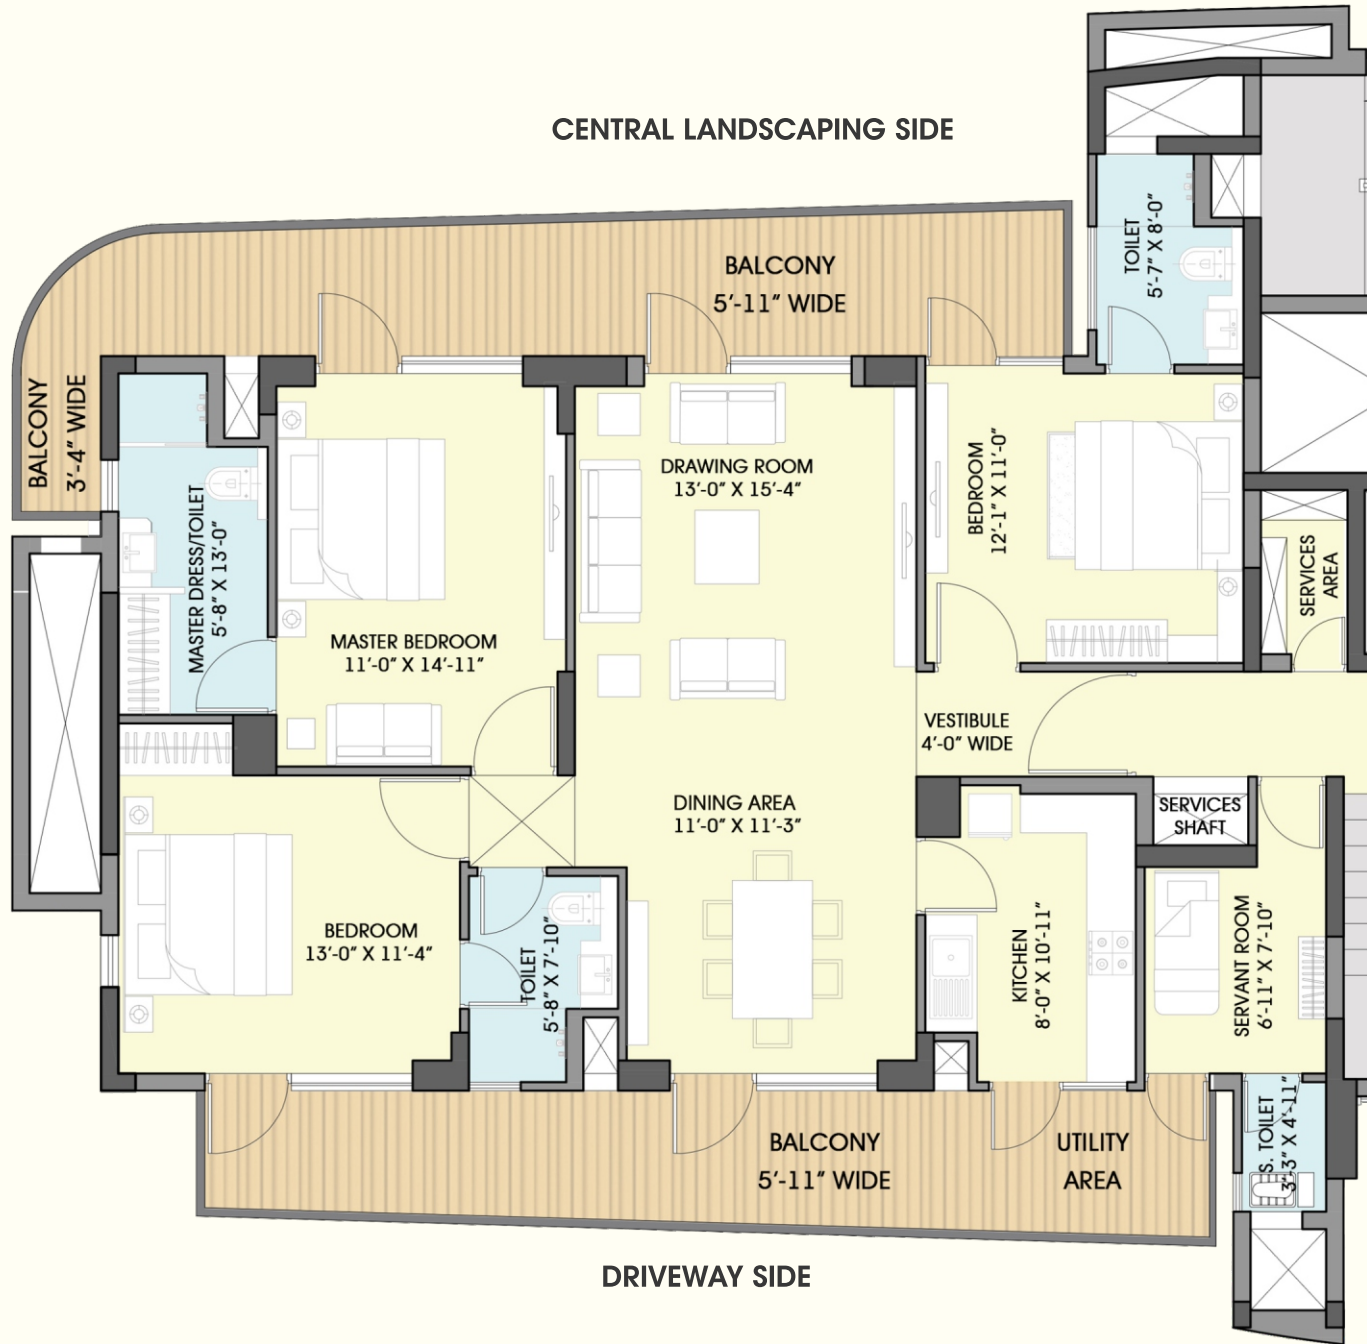 CENTRAL LANDSCAPING SIDE
TOILET
5'-7" X 8'-0"
BALCONY
5'-11" WIDE
BALCONY
3'-4" WIDE
MASTER DRESS/TOILET
5'-8" X 13'-0"
MASTER BEDROOM
11'-0" X 14'-11"
DRAWING ROOM
13'-0" X 15'-4"
BEDROOM
12'-1" X 11'-0"
SERVICES
AREA
VESTIBULE
4'-0" WIDE
SERVICES
SHAFT
DINING AREA
11'-0" X 11'-3"
BEDROOM
13'-0" X 11'-4"
TOILET
5'-8" X 7'-10"
KITCHEN
8'-0" X 10'-11"
SERVANT ROOM
6'-11" X 7'-10"
S. TOILET
3'-3" X 4'-11"
BALCONY
5'-11" WIDE
UTILITY
AREA
DRIVEWAY SIDE